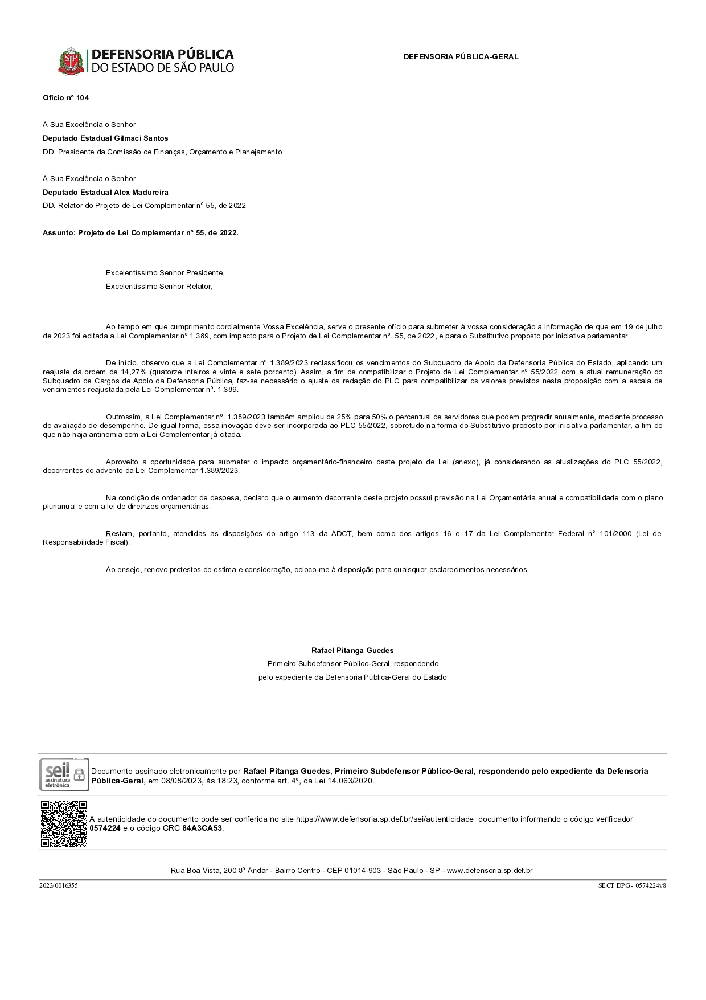 DEFENSORIA PÚBLICA
DO ESTADO DE SÃO PAULO
DEFENSORIA PÚBLICA-GERAL
Ofício nº 104
A Sua Excelência o Senhor
Deputado Estadual Gilmaci Santos
DD. Presidente da Comissão de Finanças, Orçamento e Planejamento
A Sua Excelência o Senhor
Deputado Estadual Alex Madureira
DD. Relator do Projeto de Lei Complementar nº 55, de 2022
Assunto: Projeto de Lei Complementar nº 55, de 2022.
Excelentíssimo Senhor Presidente,
Excelentíssimo Senhor Relator,
Ao tempo em que cumprimento cordialmente Vossa Excelência, serve o presente ofício para submeter à vossa consideração a informação de que em 19 de julho
de 2023 foi editada a Lei Complementar nº 1.389, com impacto para o Projeto de Lei Complementar nº. 55, de 2022, e para o Substitutivo proposto por iniciativa parlamentar.
De início, observo que a Lei Complementar nº 1.389/2023 reclassificou os vencimentos do Subquadro de Apoio da Defensoria Pública do Estado, aplicando um
reajuste da ordem de 14,27% (quatorze inteiros e vinte e sete porcento). Assim, a fim de compatibilizar o Projeto de Lei Complementar nº 55/2022 com a atual remuneração do
Subquadro de Cargos de Apoio da Defensoria Pública, faz-se necessário o ajuste da redação do PLC para compatibilizar os valores previstos nesta proposição com a escala de
vencimentos reajustada pela Lei Complementar nº. 1.389.
Outrossim, a Lei Complementar nº. 1.389/2023 também ampliou de 25% para 50% o percentual de servidores que podem progredir anualmente, mediante processo
de avaliação de desempenho. De igual forma, essa inovação deve ser incorporada ao PLC 55/2022, sobretudo na forma do Substitutivo proposto por iniciativa parlamentar, a fim de
que não haja antinomia com a Lei Complementar já citada.
Aproveito a oportunidade para submeter o impacto orçamentário-financeiro deste projeto de Lei (anexo), já considerando as atualizações do PLC 55/2022,
decorrentes do advento da Lei Complementar 1.389/2023.
Na condição de ordenador de despesa, declaro que o aumento decorrente deste projeto possui previsão na Lei Orçamentária anual e compatibilidade com o plano
plurianual e com a lei de diretrizes orçamentárias.
Restam, portanto, atendidas as disposições do artigo 113 da ADCT, bem como dos artigos 16 e 17 da Lei Complementar Federal n° 101/2000 (Lei de
Responsabilidade Fiscal).
Ao ensejo, renovo protestos de estima e consideração, coloco-me à disposição para quaisquer esclarecimentos necessários.
Rafael Pitanga Guedes
Primeiro Subdefensor Público-Geral, respondendo
pelo expediente da Defensoria Pública-Geral do Estado
sei!
assinatura
eletrônica
Documento assinado eletronicamente por Rafael Pitanga Guedes, Primeiro Subdefensor Público-Geral, respondendo pelo expediente da Defensoria
Pública-Geral, em 08/08/2023, às 18:23, conforme art. 4º, da Lei 14.063/2020.
A autenticidade do documento pode ser conferida no site https://www.defensoria.sp.def.br/sei/autenticidade_documento informando o código verificador
0574224 e o código CRC 84A3CA53.
Rua Boa Vista, 200 8º Andar - Bairro Centro - CEP 01014-903 - São Paulo - SP - www.defensoria.sp.def.br
2023/0016355
SECT DPG - 0574224v8